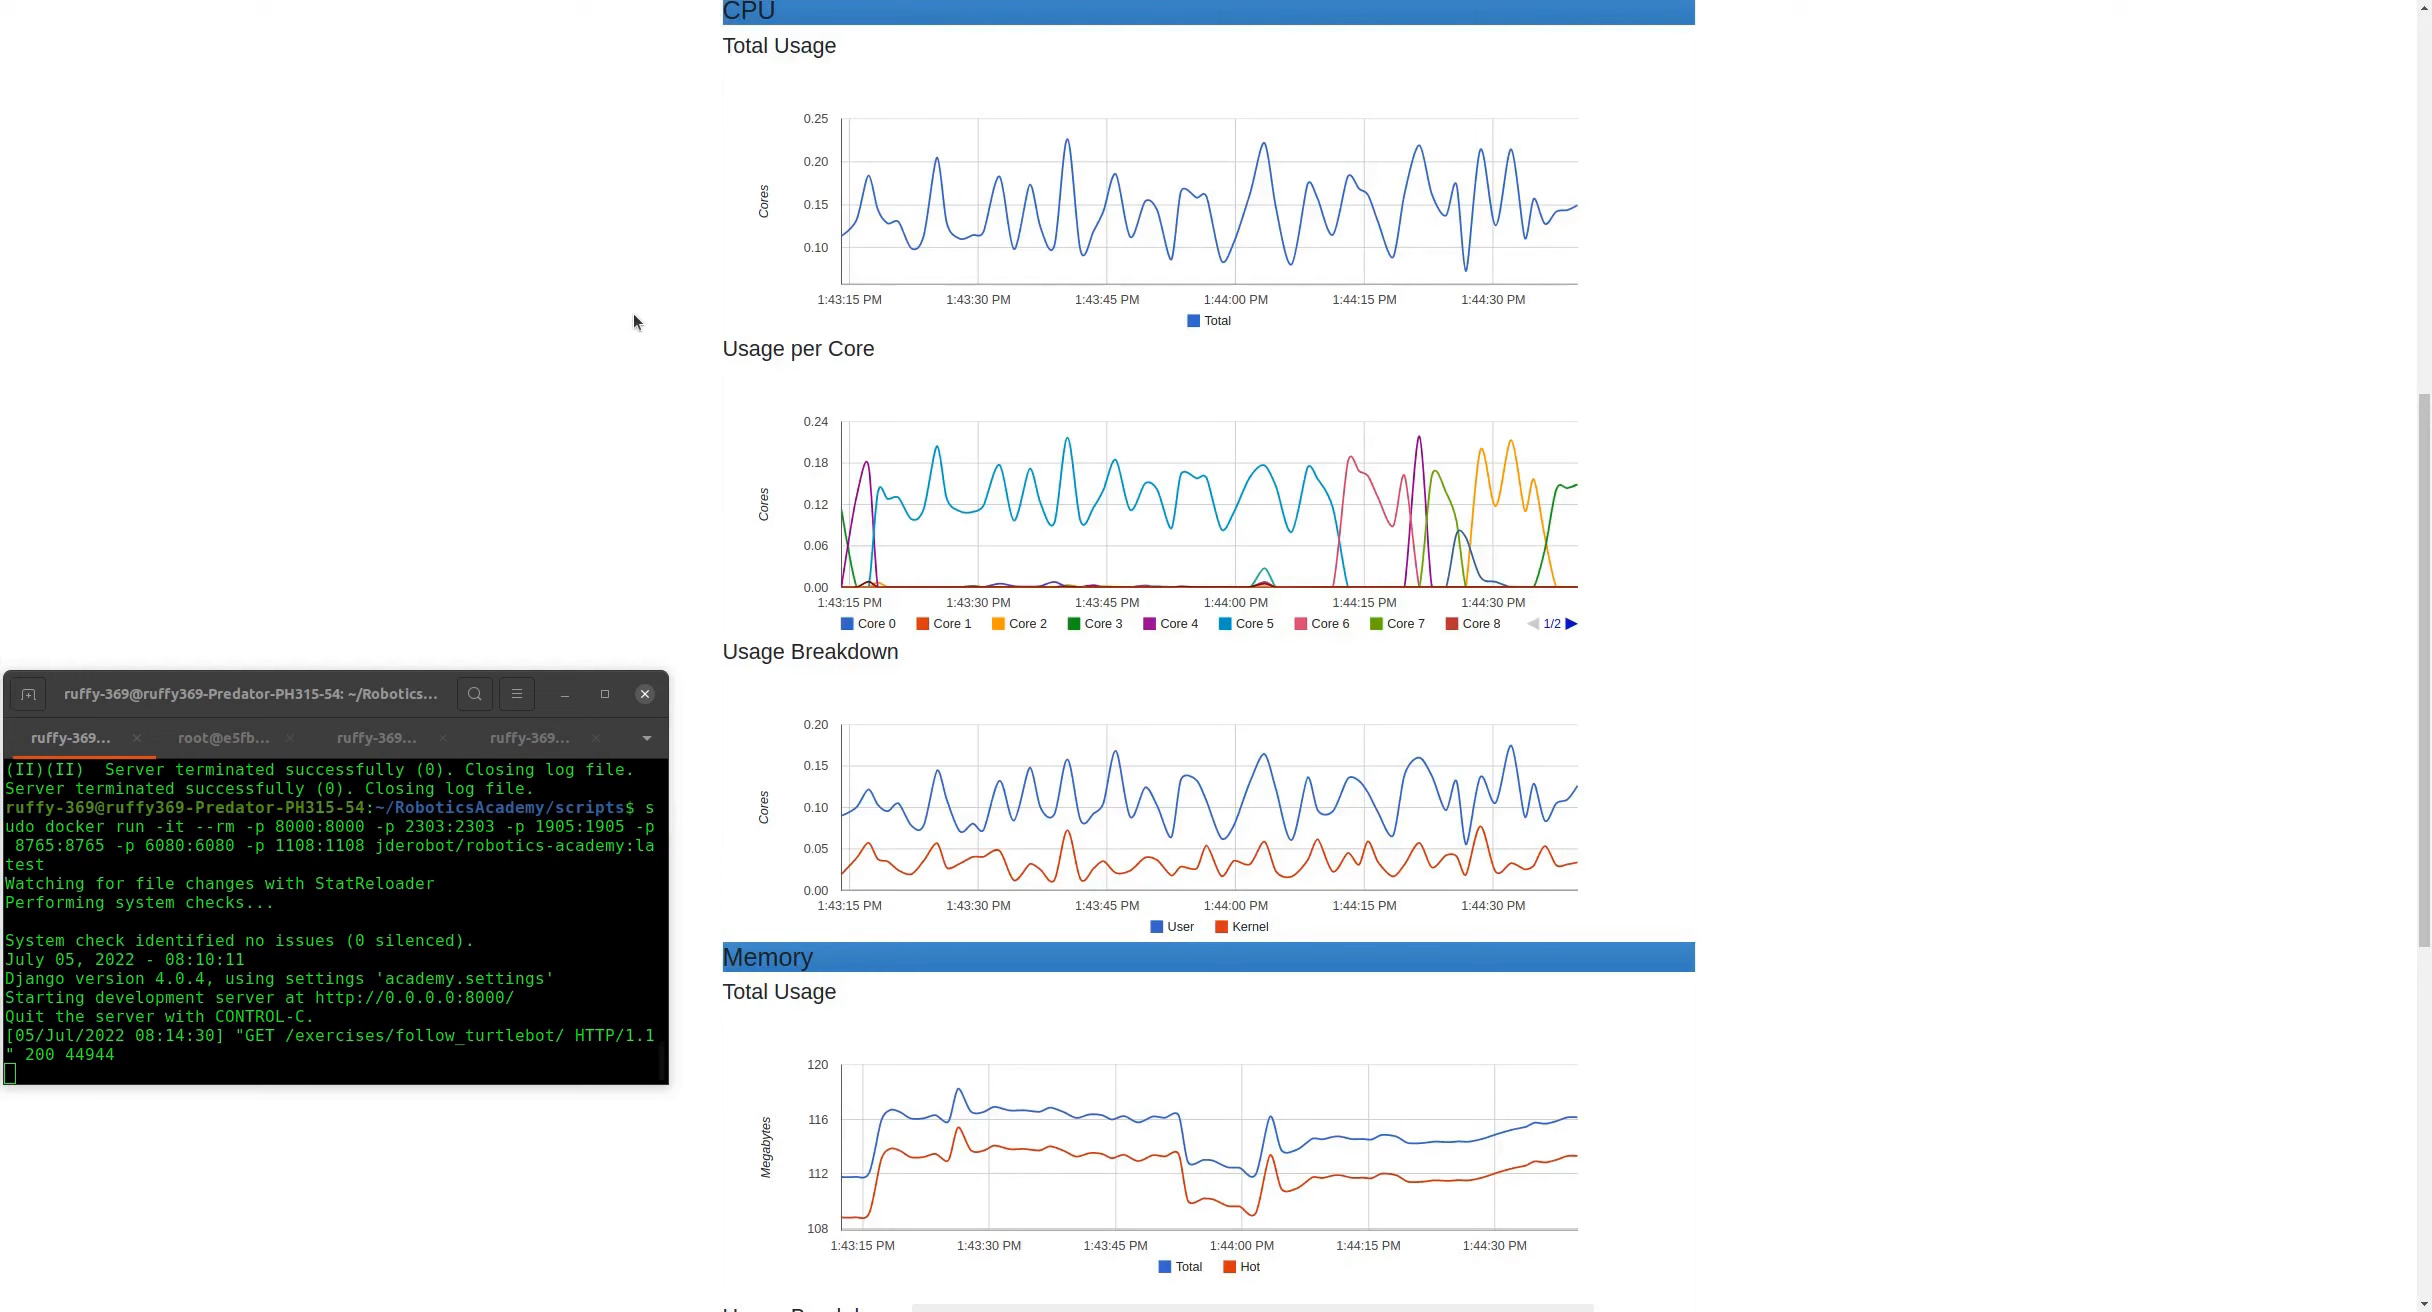 CPU
Total Usage
0.25
0.20
0.15
0.10
Cores
1:43:15 PM 1:43:30 PM 1:43:45 PM 1:44:00 PM 1:44:15 PM 1:44:30 PM
Total
Usage per Core
0.24
0.18
0.12
0.06
0.00
Cores
1:43:15 PM 1:43:30 PM 1:43:45 PM 1:44:00 PM 1:44:15 PM 1:44:30 PM
Core 0 Core 1 Core 2 Core 3 Core 4 Core 5 Core 6 Core 7 Core 8 1/2
Usage Breakdown
0.20
0.15
0.10
0.05
0.00
Cores
1:43:15 PM 1:43:30 PM 1:43:45 PM 1:44:00 PM 1:44:15 PM 1:44:30 PM
User Kernel
Memory
Total Usage
120
116
112
108
Megabytes
1:43:15 PM 1:43:30 PM 1:43:45 PM 1:44:00 PM 1:44:15 PM 1:44:30 PM
Total Hot
ruffy-369@ruffy369-Predator-PH315-54: ~/Robotics...
ruffy-369... root@e5fb... ruffy-369... ruffy-369...
(II)(II)  Server terminated successfully (0). Closing log file.
Server terminated successfully (0). Closing log file.
ruffy-369@ruffy369-Predator-PH315-54:~/RoboticsAcademy/scripts$ s
udo docker run -it --rm -p 8000:8000 -p 2303:2303 -p 1905:1905 -p
 8765:8765 -p 6080:6080 -p 1108:1108 jderobot/robotics-academy:la
test
Watching for file changes with StatReloader
Performing system checks...
System check identified no issues (0 silenced).
July 05, 2022 - 08:10:11
Django version 4.0.4, using settings 'academy.settings'
Starting development server at http://0.0.0.0:8000/
Quit the server with CONTROL-C.
[05/Jul/2022 08:14:30] "GET /exercises/follow_turtlebot/ HTTP/1.1
" 200 44944